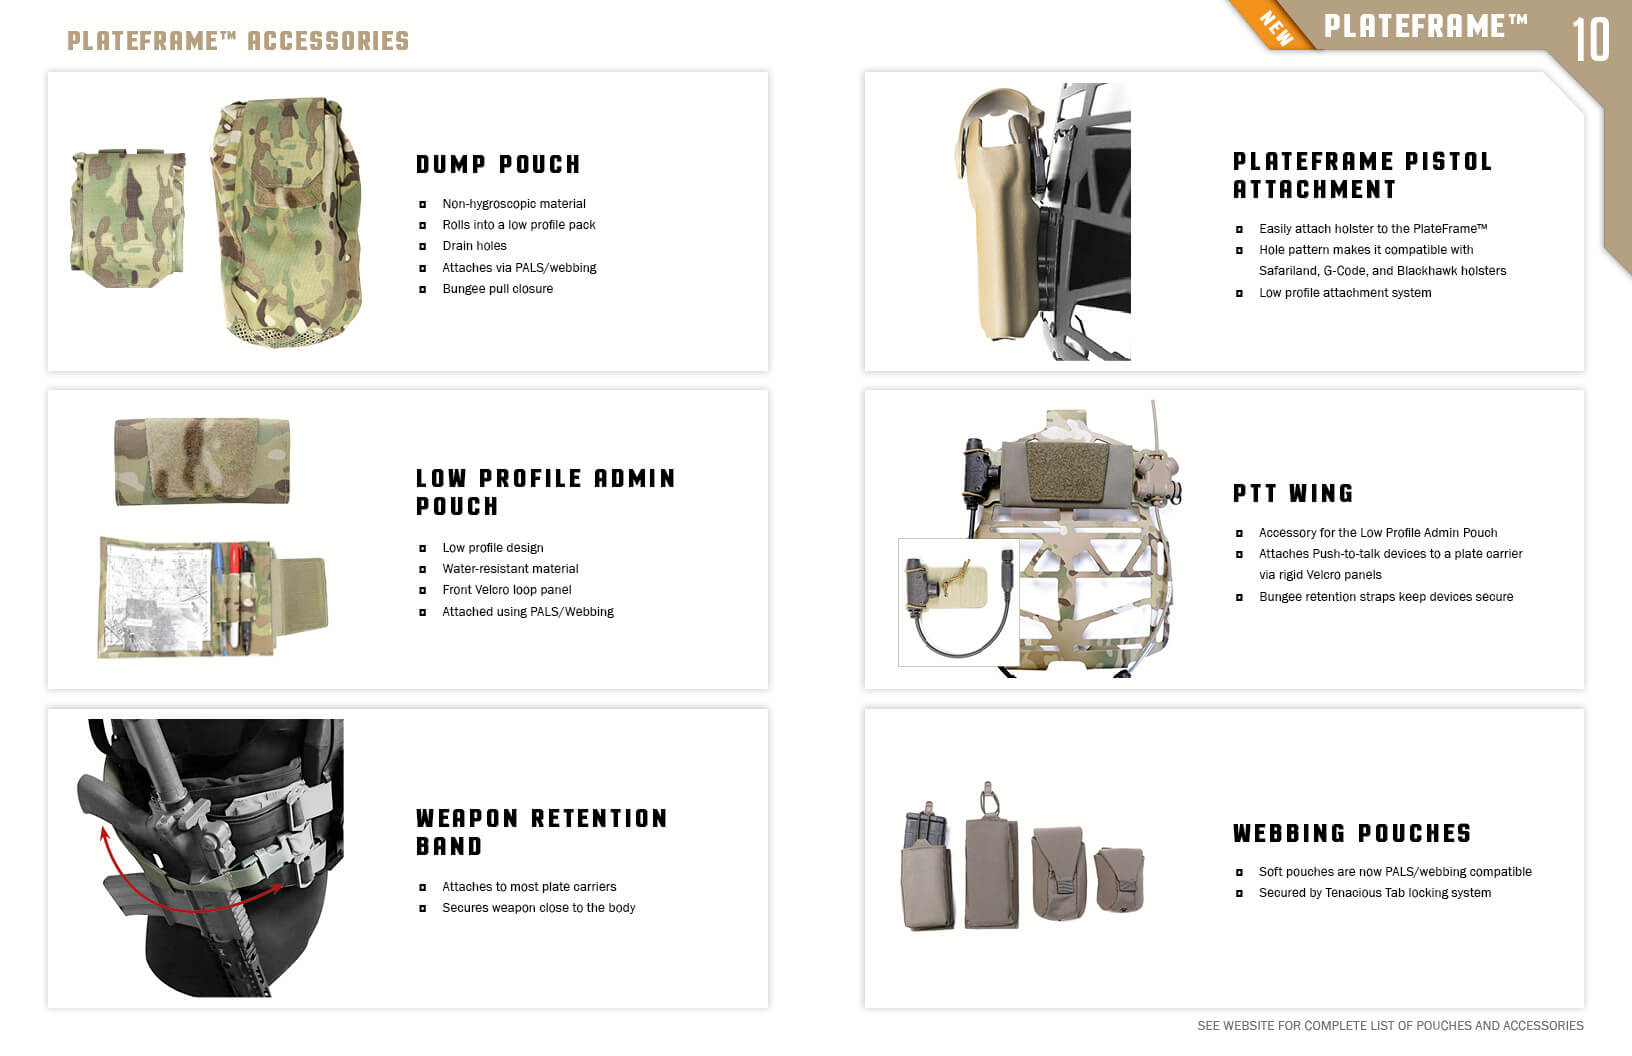 PLATEFRAME™ ACCESSORIES
NEW
PLATEFRAME™
10
DUMP POUCH
Non-hygroscopic material
Rolls into a low profile pack
Drain holes
Attaches via PALS/webbing
Bungee pull closure
PLATEFRAME PISTOL
ATTACHMENT
Easily attach holster to the PlateFrame™
Hole pattern makes it compatible with
Safariland, G-Code, and Blackhawk holsters
Low profile attachment system
LOW PROFILE ADMIN
POUCH
Low profile design
Water-resistant material
Front Velcro loop panel
Attached using PALS/Webbing
PTT WING
Accessory for the Low Profile Admin Pouch
Attaches Push-to-talk devices to a plate carrier
via rigid Velcro panels
Bungee retention straps keep devices secure
WEAPON RETENTION
BAND
Attaches to most plate carriers
Secures weapon close to the body
WEBBING POUCHES
Soft pouches are now PALS/webbing compatible
Secured by Tenacious Tab locking system
SEE WEBSITE FOR COMPLETE LIST OF POUCHES AND ACCESSORIES